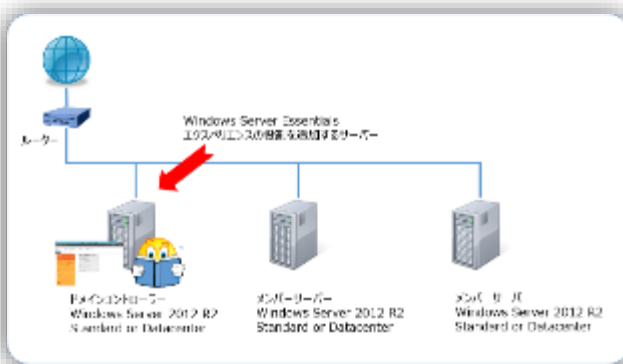 Windows Server Essentials
エクスペリエンスの役割を追加するサーバー
ルーター
ドメインコントローラー
Windows Server 2012 R2
Standard or Datacenter
メンバーサーバー
Windows Server 2012 R2
Standard or Datacenter
メンバーサーバー
Windows Server 2012 R2
Standard or Datacenter